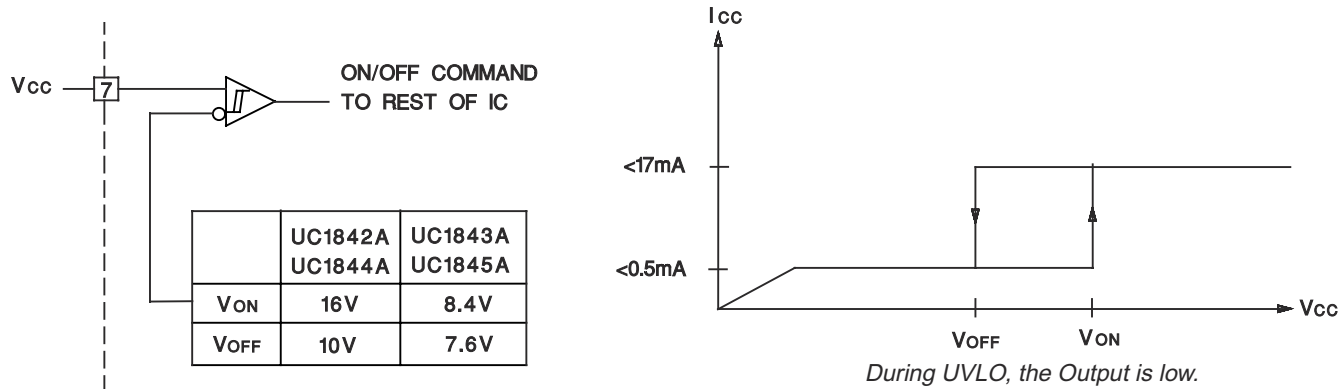 Vcc
7
ON/OFF COMMAND
TO REST OF IC
UC1842A UC1843A
UC1844A UC1845A
VON 16V 8.4V
VOFF 10V 7.6V
Icc
<17mA
<0.5mA
Vcc
VOFF VON
During UVLO, the Output is low.